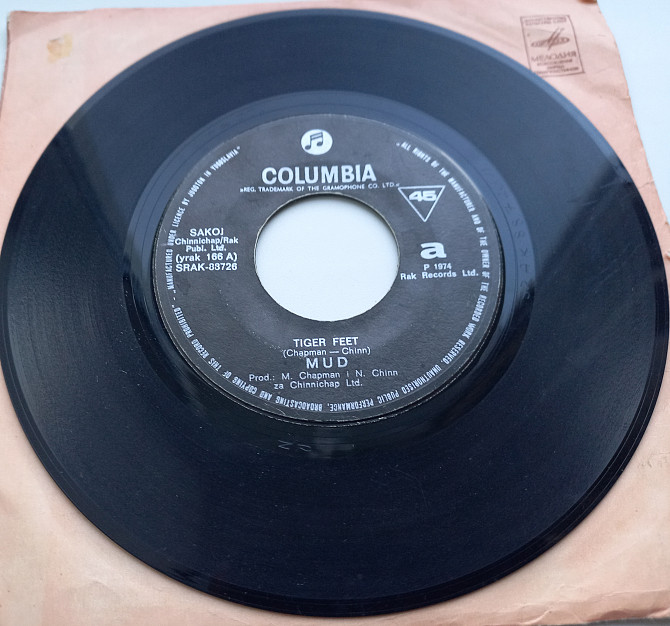 COLUMBIA
„REG. TRADEMARK OF THE GRAMOPHONE CO. LTD.“
45
SAKOJ
Chinnichap/Rak
Publ. Ltd.
(yrak 166 A)
SRAK-88726
a
P 1974
Rak Records Ltd.
TIGER FEET
(Chapman — Chinn)
MUD
Prod.: M. Chapman i N. Chinn
za Chinnichap Ltd.
„MANUFACTURED UNDER LICENCE BY JUGOTON IN YUGOSLAVIA“
„ALL RIGHTS OF THE MANUFACTURER AND OF THE OWNER OF THE RECORDED WORK RESERVED. UNAUTHORISED PUBLIC PERFORMANCE, BROADCASTING AND COPYING OF THIS RECORD PROHIBITED“
МЕЛОДИЯ